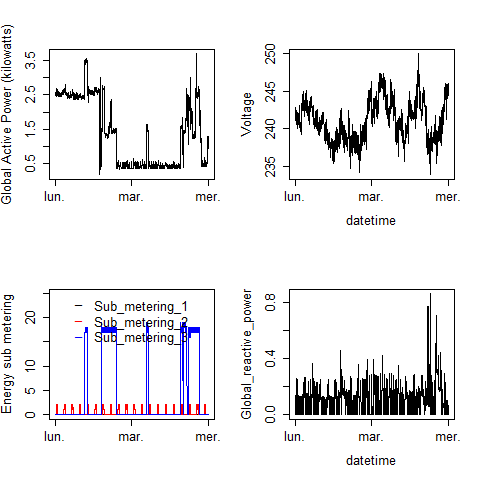 Global Active Power (kilowatts)
0.5 1.5 2.5 3.5
lun. mar. mer.
Voltage
235 240 245 250
lun. mar. mer.
datetime
Energy sub metering
0 5 10 20
Sub_metering_1
Sub_metering_2
Sub_metering_3
lun. mar. mer.
Global_reactive_power
0.0 0.4 0.8
lun. mar. mer.
datetime